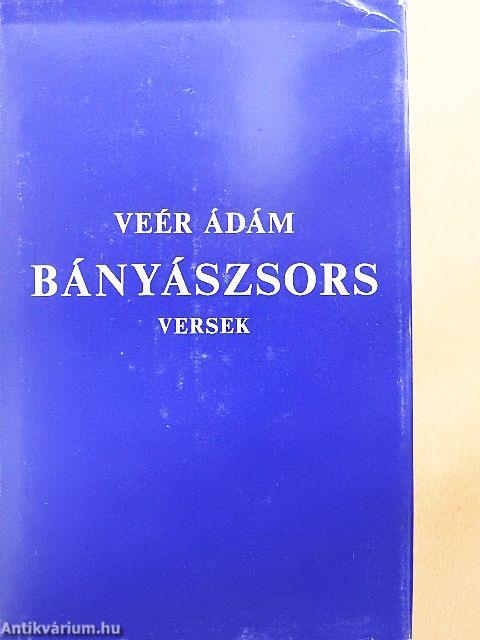 VEÉR ÁDÁM
BÁNYÁSZSORS
VERSEK
Antikvárium.hu